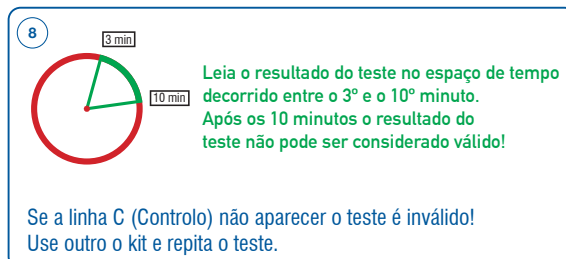 8
3 min
10 min
Leia o resultado do teste no espaço de tempo
decorrido entre o 3º e o 10º minuto.
Após os 10 minutos o resultado do
teste não pode ser considerado válido!
Se a linha C (Controlo) não aparecer o teste é inválido!
Use outro o kit e repita o teste.